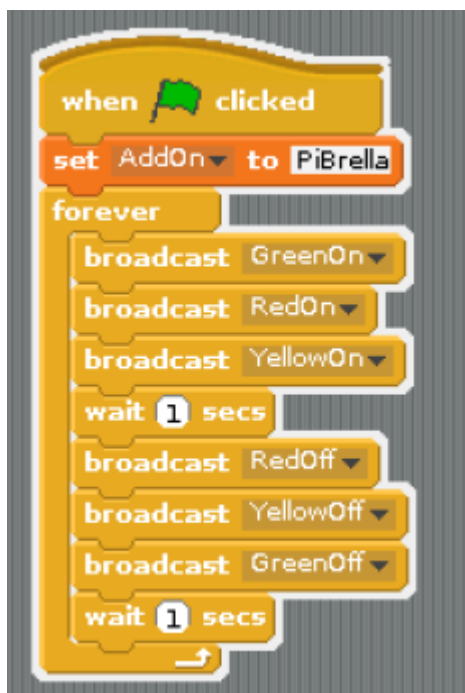 when clicked
set AddOn to PiBrella
forever
broadcast GreenOn
broadcast RedOn
broadcast YellowOn
wait 1 secs
broadcast RedOff
broadcast YellowOff
broadcast GreenOff
wait 1 secs